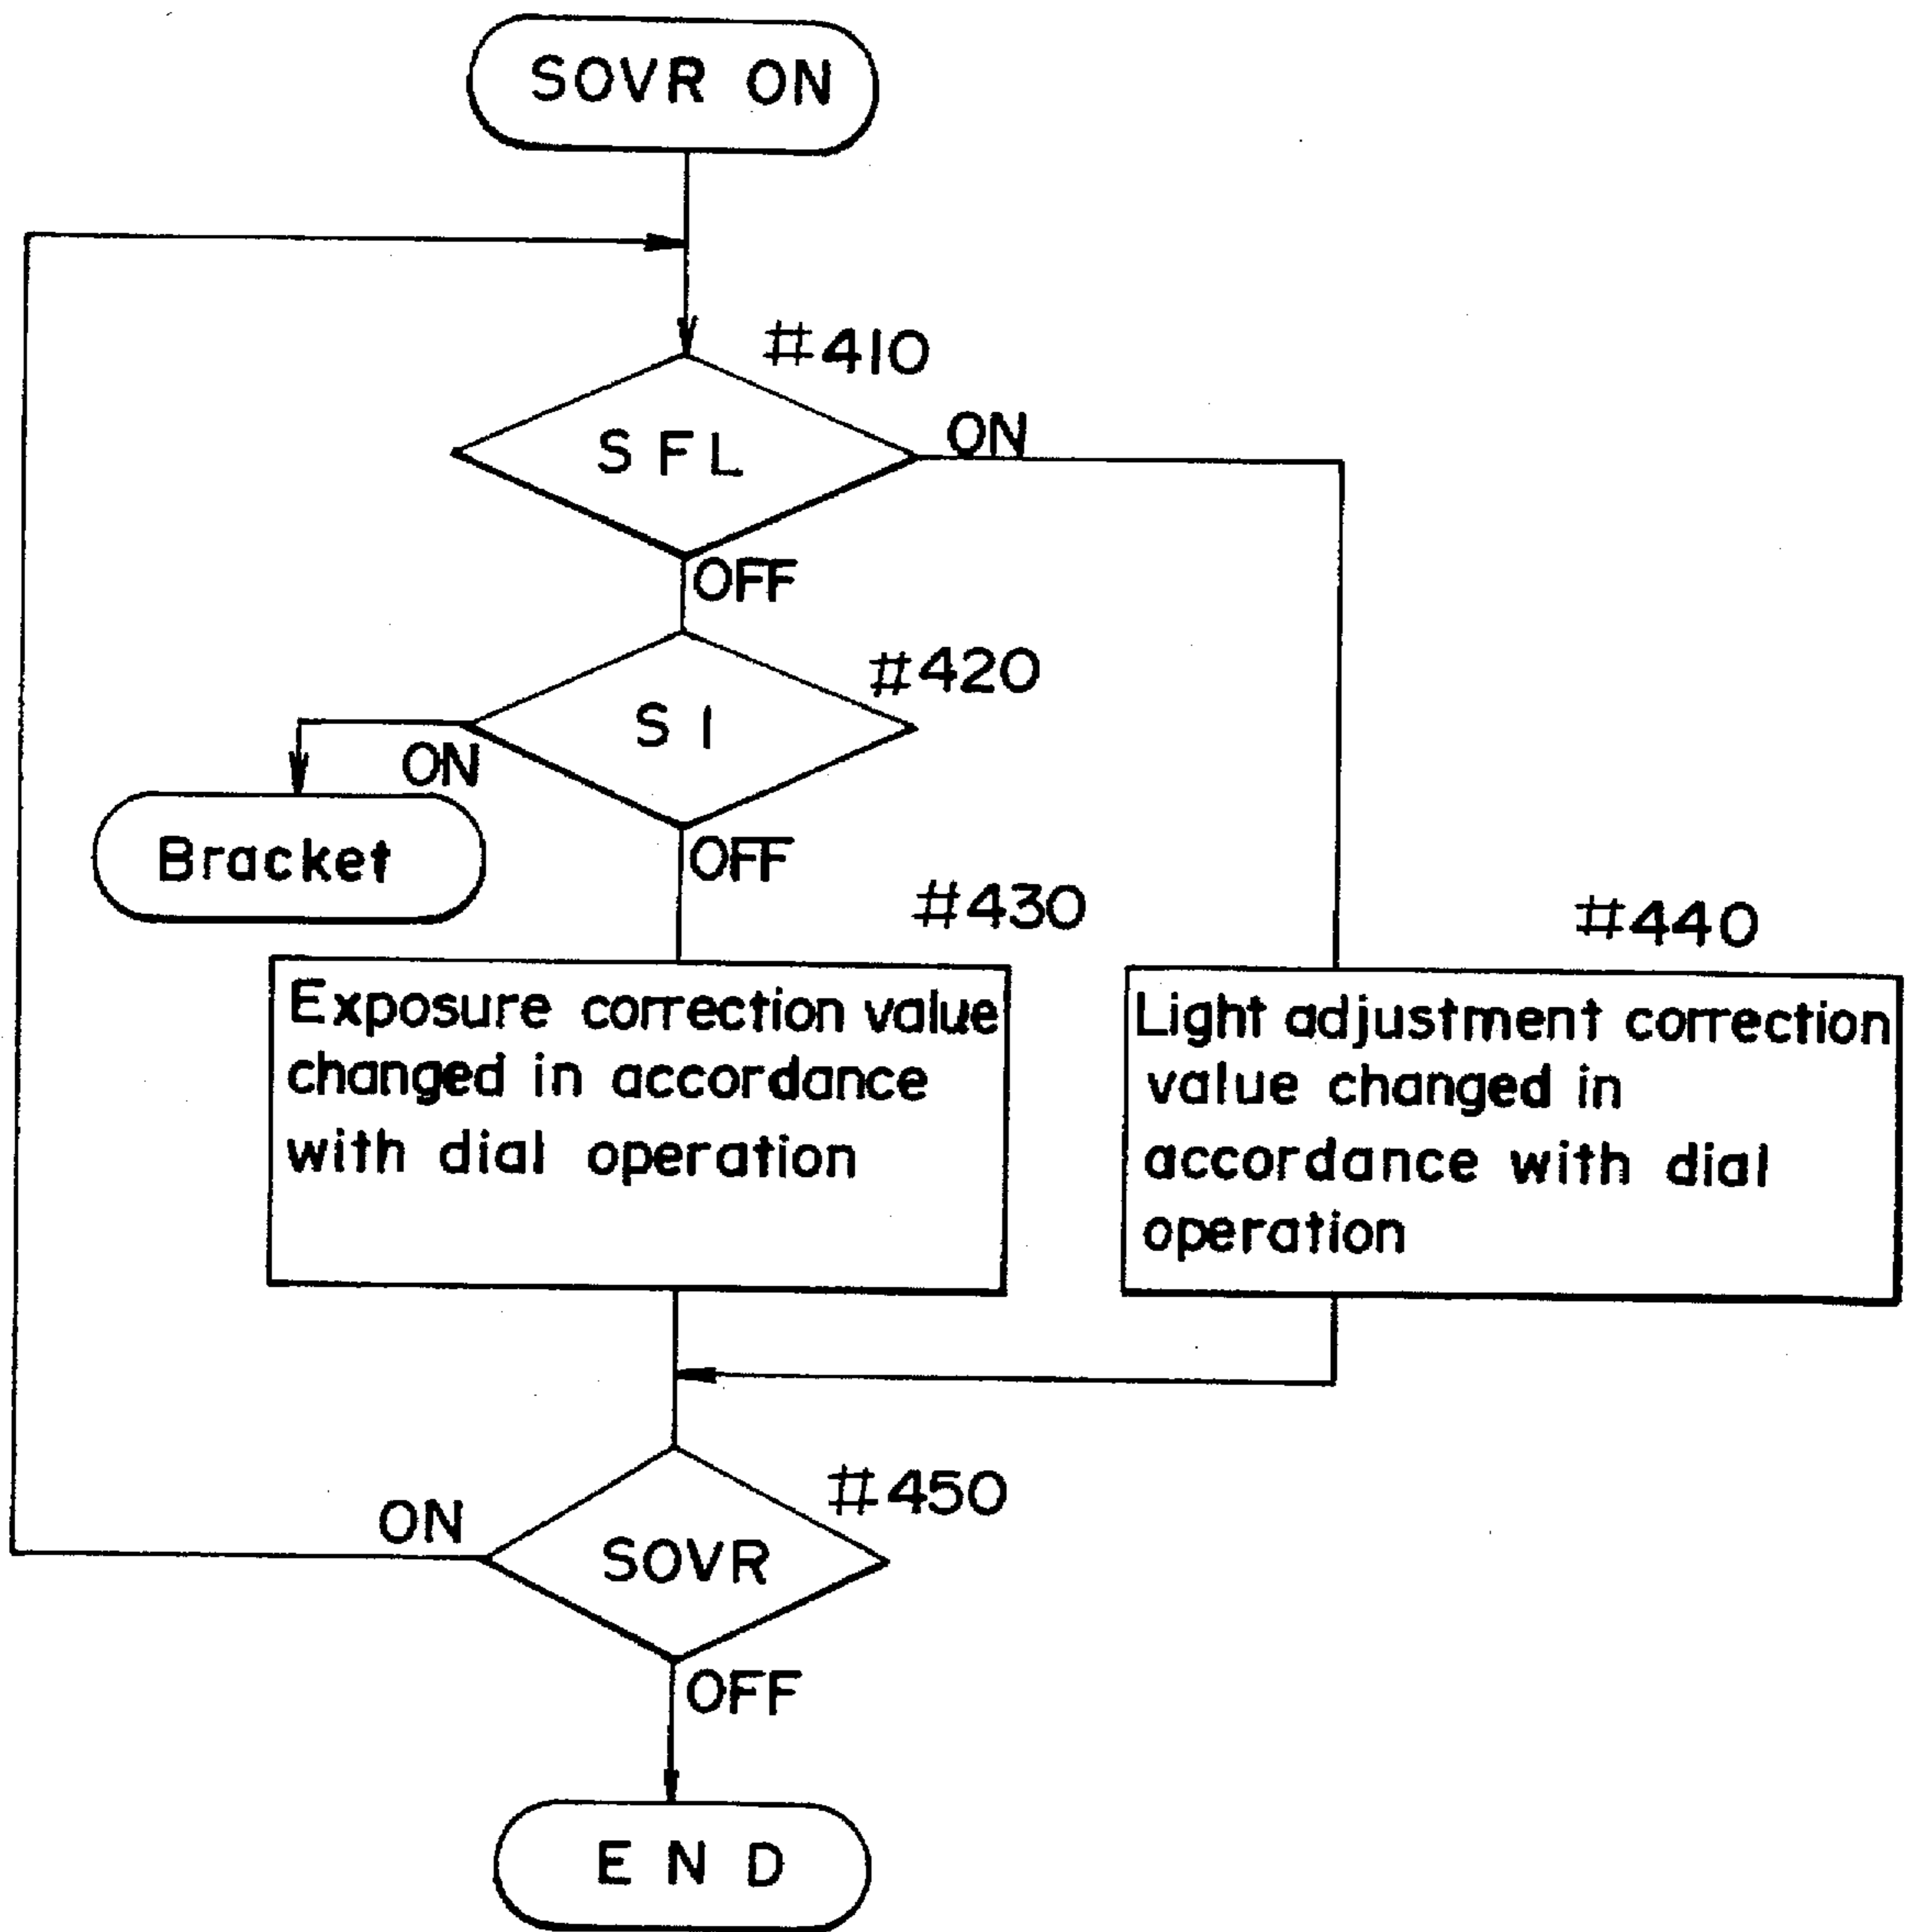 SOVR ON
#410
SFL
ON
OFF
#420
S1
ON
Bracket
OFF
#430
Exposure correction value
changed in accordance
with dial operation
#440
Light adjustment correction
value changed in
accordance with dial
operation
#450
ON
SOVR
OFF
END